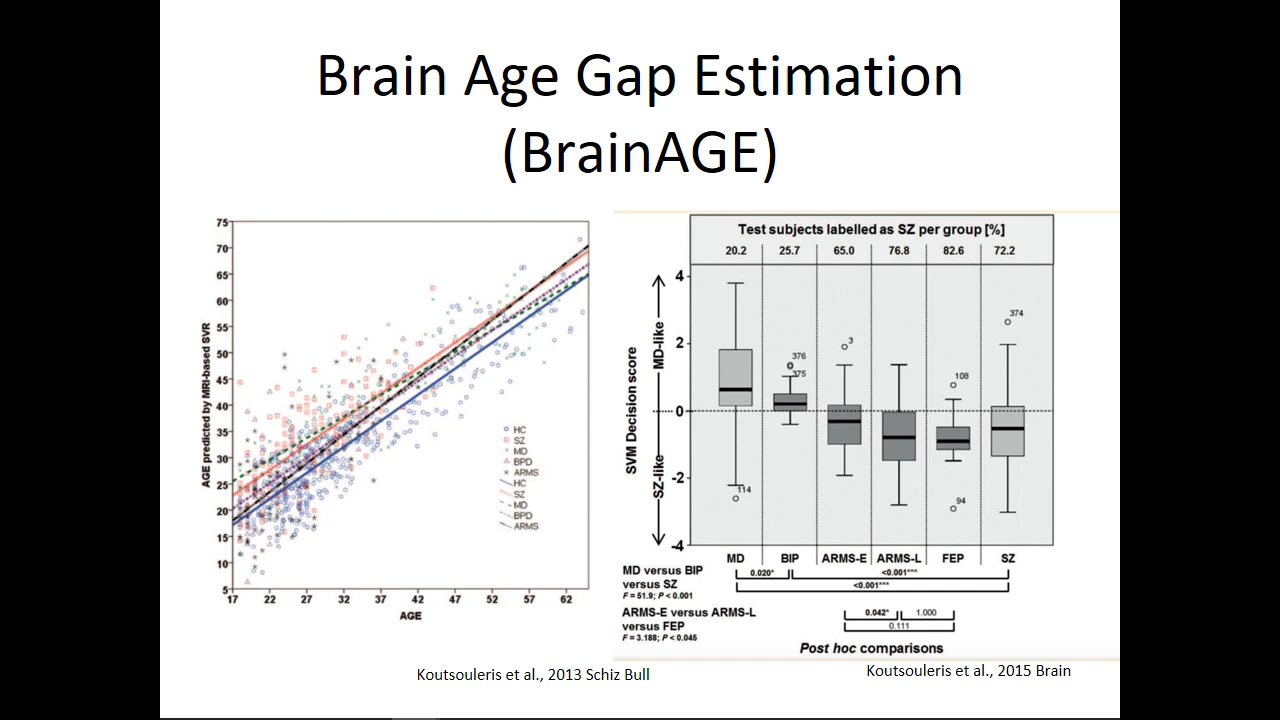 Brain Age Gap Estimation
(BrainAGE)
75
70
65
60
55
50
45
40
35
30
25
20
15
10
5
AGE predicted by MRI-based SVR
17 22 27 32 37 42 47 52 57 62
AGE
HC
SZ
MD
BPD
ARMS
HC
SZ
MD
BPD
ARMS
Koutsouleris et al., 2013 Schiz Bull
Test subjects labelled as SZ per group [%]
20.2 25.7 65.0 76.8 82.6 72.2
4
2
0
-2
-4
SVM Decision score
MD-like
SZ-like
114
376
375
3
108
94
374
MD BIP ARMS-E ARMS-L FEP SZ
MD versus BIP
versus SZ
F = 51.9; P < 0.001
0.020* <0.001***
<0.001***
ARMS-E versus ARMS-L
versus FEP
F = 3.188; P < 0.045
0.042* 1.000
0.111
Post hoc comparisons
Koutsouleris et al., 2015 Brain